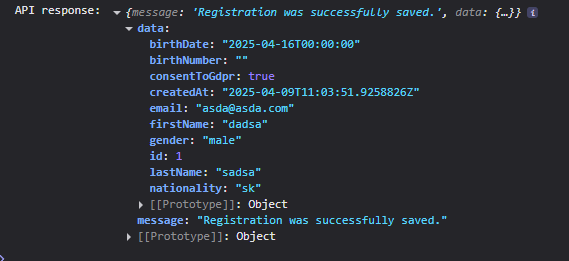 API response: ▼{message: 'Registration was successfully saved.', data: {…}} i
▼data:
birthDate: "2025-04-16T00:00:00"
birthNumber: ""
consentToGdpr: true
createdAt: "2025-04-09T11:03:51.9258826Z"
email: "asda@asda.com"
firstName: "dadsa"
gender: "male"
id: 1
lastName: "sadsa"
nationality: "sk"
▶[[Prototype]]: Object
message: "Registration was successfully saved."
▶[[Prototype]]: Object